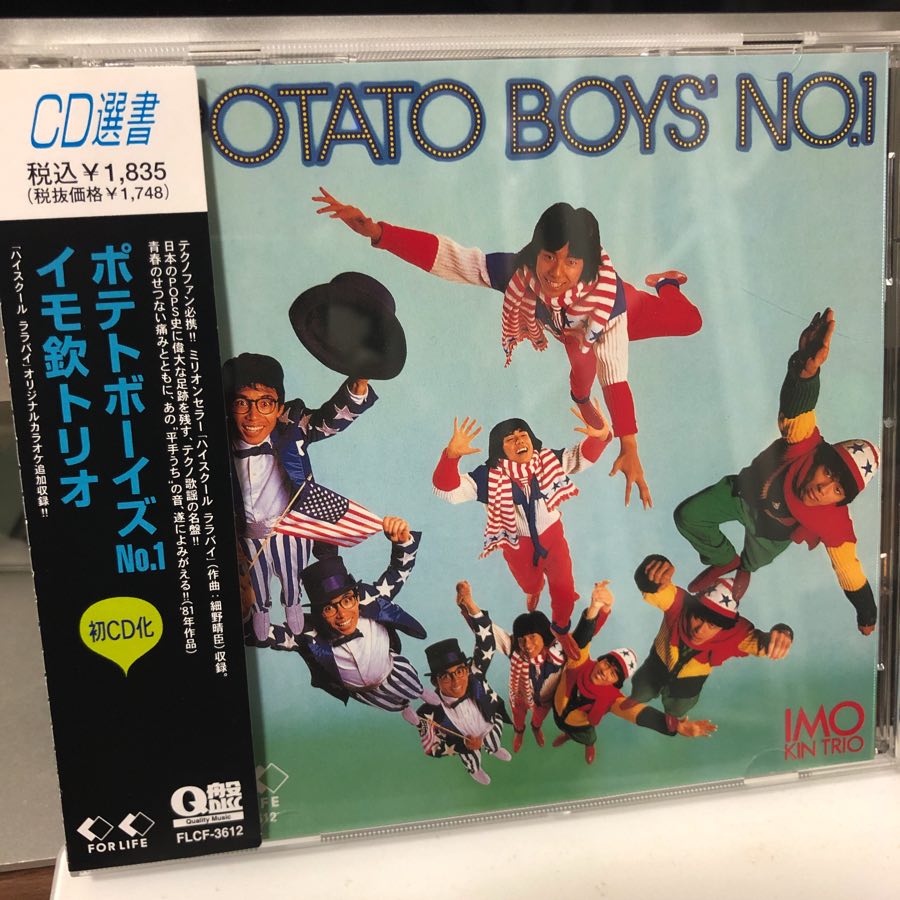 POTATO BOYS' NO.1
CD選書
税込￥1,835
(税抜価格￥1,748)
テクノファン必携!! ミリオンセラー「ハイスクール ララバイ」(作曲：細野晴臣)収録。
日本のPOPS史に偉大な足跡を残す、テクノ歌謡の名盤!!
青春のせつない痛みとともに、あの"平手うち"の音、遂によみがえる!!('81年作品)
ポテトボーイズNo.1
イモ欽トリオ
「ハイスクール ララバイ」オリジナルカラオケ追加収録!!
初CD化
FOR LIFE
Q盤
DISC
Quality Music
FLCF-3612
IMO
KIN TRIO